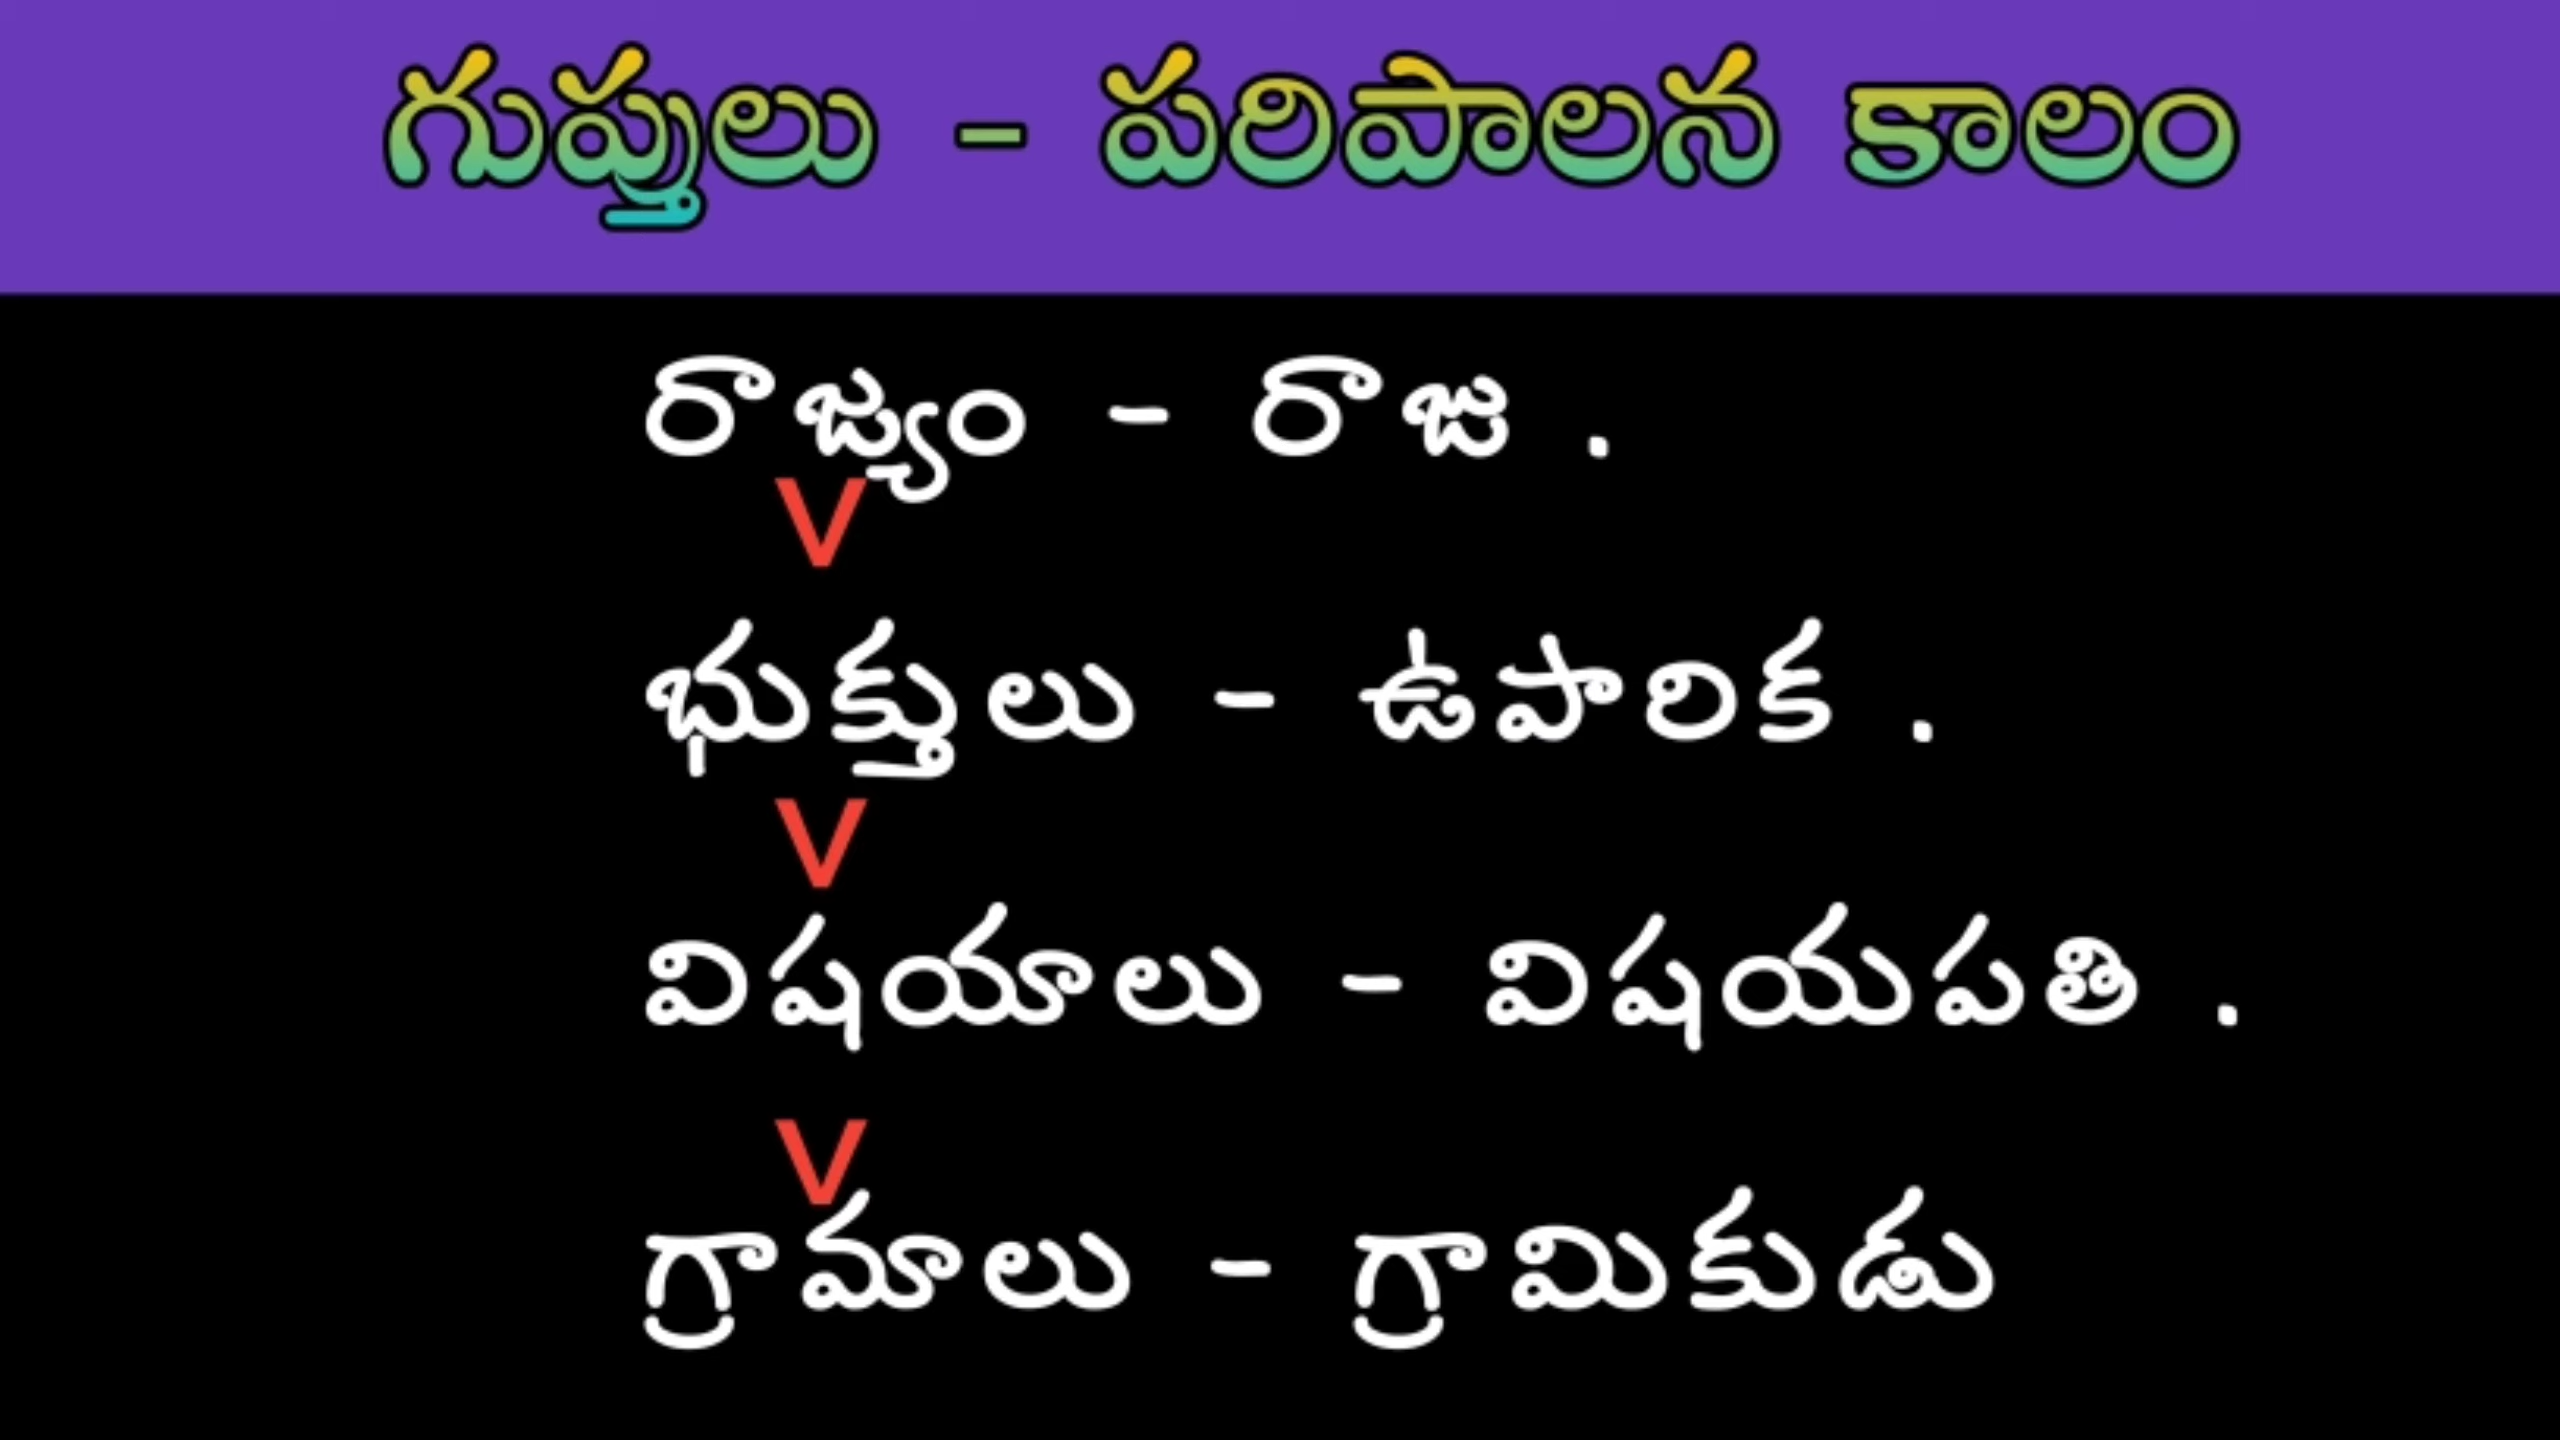 గుప్తులు - పరిపాలన కాలం
రాజ్యం - రాజు .
V
భుక్తులు - ఉపారిక .
V
విషయాలు - విషయపతి .
V
గ్రామాలు - గ్రామికుడు